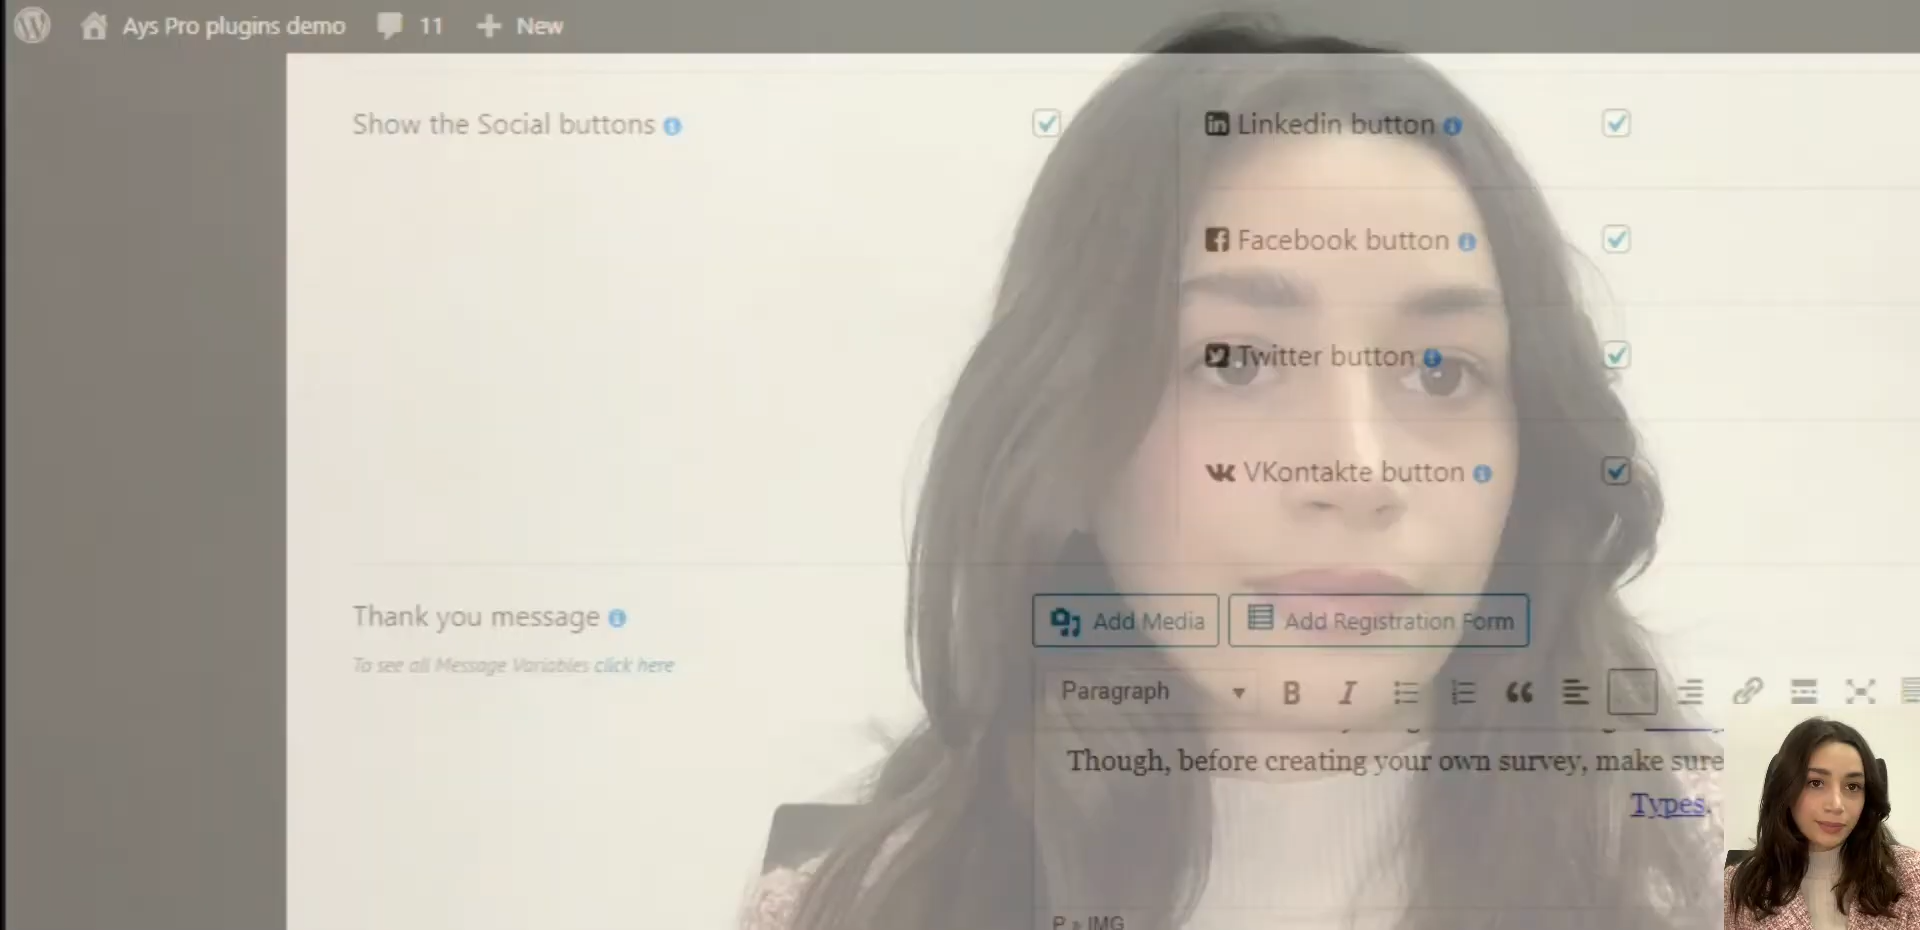 Ays Pro plugins demo 11 New
Show the Social buttons
Linkedin button
Facebook button
Twitter button
VKontakte button
Thank you message
To see all Message Variables click here
Add Media Add Registration Form
Paragraph B I
Though, before creating your own survey, make sure
Types.
P » IMG